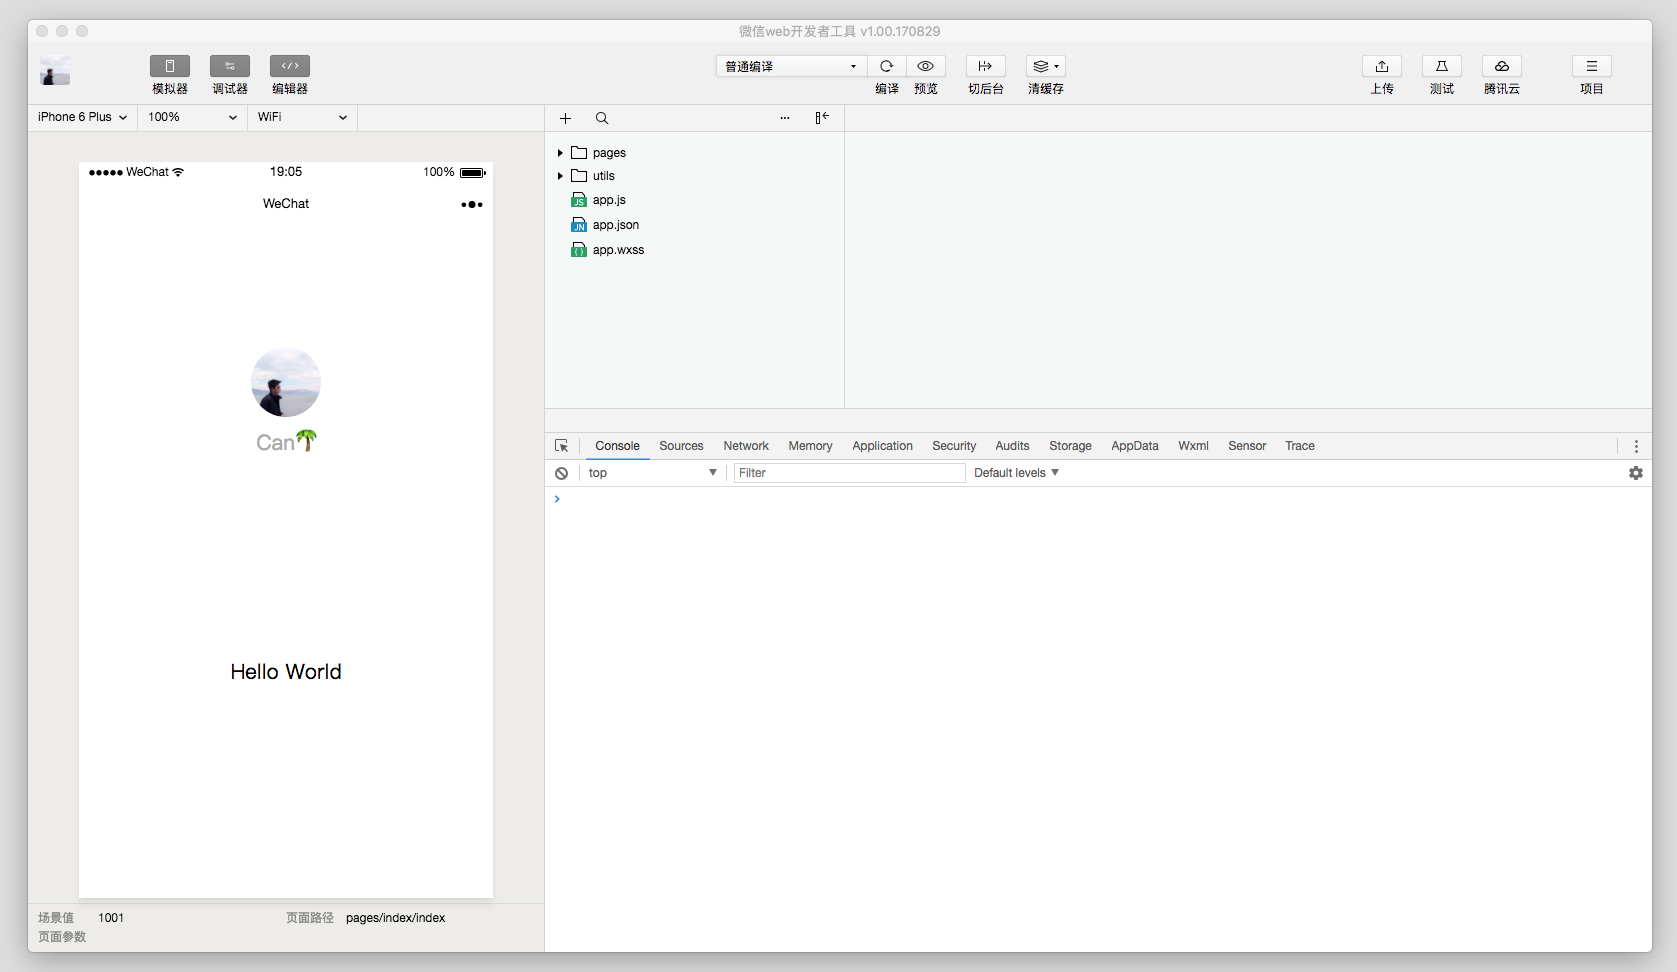 微信web开发者工具 v1.00.170829
模拟器 调试器 编辑器
普通编译
编译 预览 切后台 清缓存
上传 测试 腾讯云 项目
iPhone 6 Plus 100% WiFi
WeChat 19:05 100%
WeChat
Can🌴
Hello World
场景值 1001 页面路径 pages/index/index
页面参数
pages
utils
JS app.js
JN app.json
{ } app.wxss
Console Sources Network Memory Application Security Audits Storage AppData Wxml Sensor Trace
top Filter Default levels